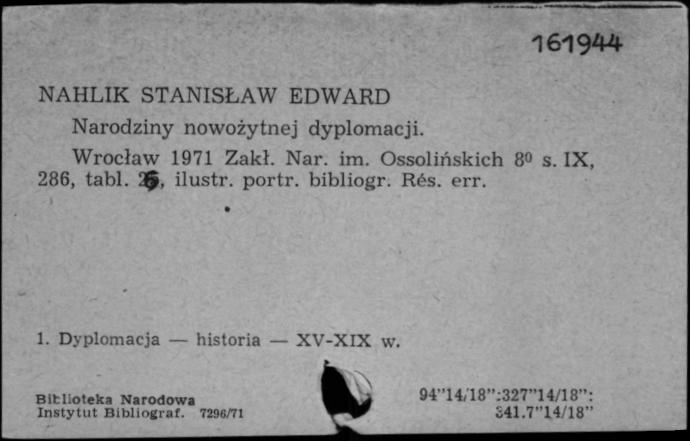 161944
NAHLIK STANISŁAW EDWARD
Narodziny nowożytnej dyplomacji.
Wrocław 1971 Zakł. Nar. im. Ossolińskich 8⁰ s. IX,
286, tabl. , ilustr. portr. bibliogr. Rés. err.
1. Dyplomacja — historia — XV-XIX w.
94”14/18”:327”14/18”:
341.7”14/18”
Biblioteka Narodowa
Instytut Bibliograf. 7296/71